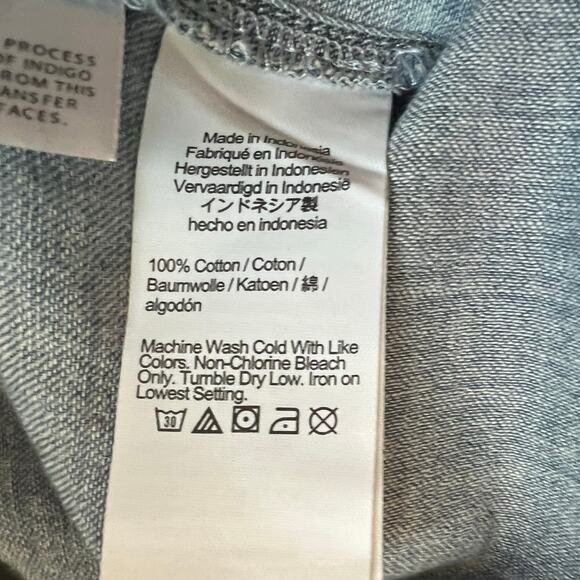 PROCESS
OF INDIGO
FROM THIS
TRANSFER
FACES.
Made in Indonesia
Fabriqué en Indonésie
Hergestellt in Indonesien
Vervaardigd in Indonesië
インドネシア製
hecho en indonesia
100% Cotton / Coton /
Baumwolle / Katoen / 綿 /
algodón
Machine Wash Cold With Like
Colors. Non-Chlorine Bleach
Only. Tumble Dry Low. Iron on
Lowest Setting.
30